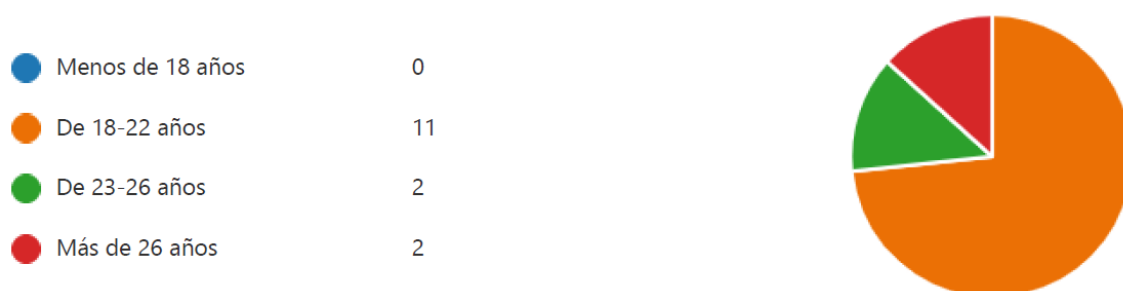 Menos de 18 años 0
De 18-22 años 11
De 23-26 años 2
Más de 26 años 2